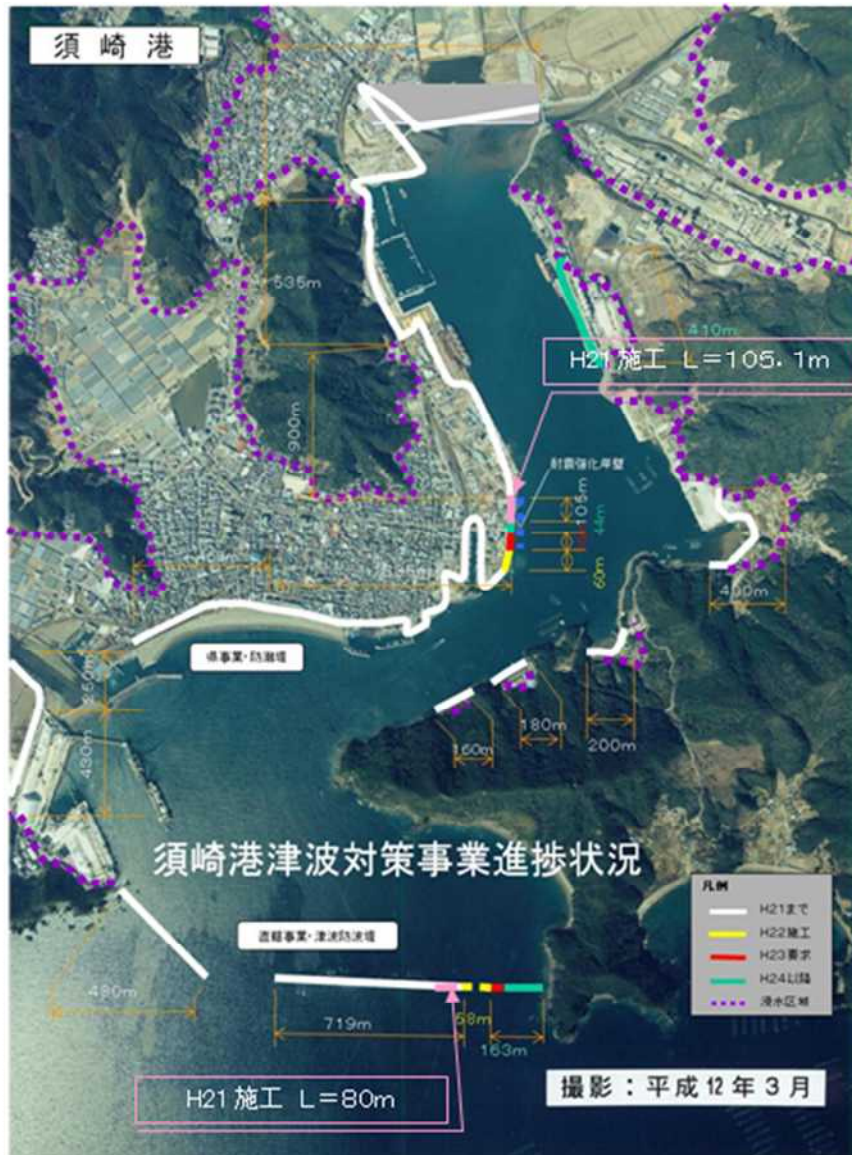 須崎港
535m
410m
H21 施工 L=105.1m
900m
耐震強化岸壁
105m
44m
60m
400m
県事業・防潮堤
430m
160m
180m
200m
須崎港津波対策事業進捗状況
凡例
H21まで
H22施工
H23要求
H24以降
浸水区域
直轄事業・津波防波堤
480m
719m
58m
163m
H21 施工 L=80m
撮影：平成12年3月